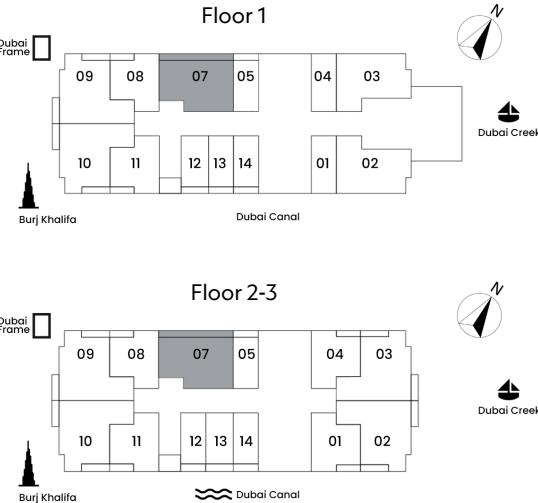 Floor 1
N
Dubai
Frame
09 08 07 05 04 03
Dubai Creek
10 11 12 13 14 01 02
Burj Khalifa
Dubai Canal
Floor 2-3
N
Dubai
Frame
09 08 07 05 04 03
Dubai Creek
10 11 12 13 14 01 02
Burj Khalifa
Dubai Canal